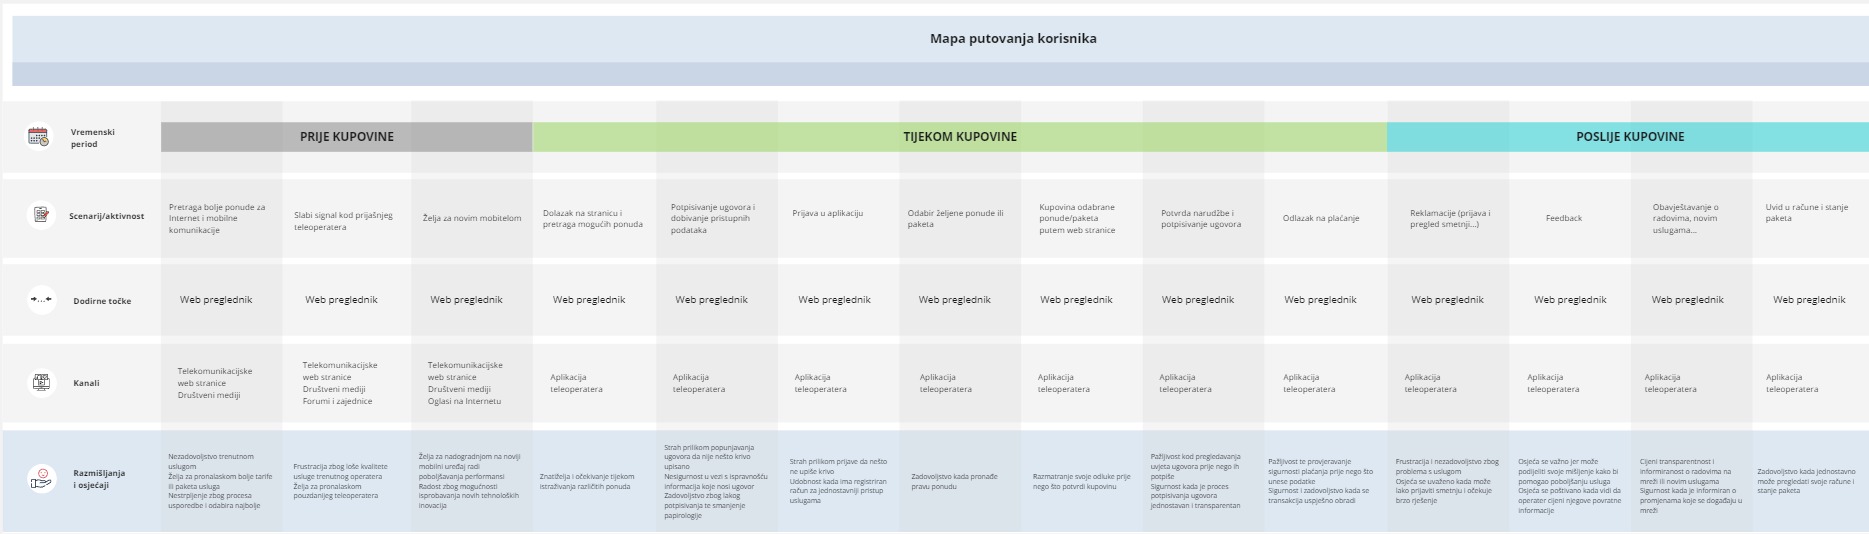 Mapa putovanja korisnika
Vremenski
period
PRIJE KUPOVINE
TIJEKOM KUPOVINE
POSLIJE KUPOVINE
Scenarij/aktivnost
Pretraga bolje ponude za
Internet i mobilne
komunikacije
Slabi signal kod prijašnjeg
teleoperatera
Želja za novim mobitelom
Dolazak na stranicu i
pretraga mogućih ponuda
Potpisivanje ugovora i
dobivanje pristupnih
podataka
Prijava u aplikaciju
Odabir željene ponude ili
paketa
Kupovina odabrane
ponude/paketa
putem web stranice
Potvrda narudžbe i
potpisivanje ugovora
Odlazak na plaćanje
Reklamacije (prijava i
pregled smetnji...)
Feedback
Obavještavanje o
radovima, novim
uslugama...
Uvid u račune i stanje
paketa
Dodirne točke
Web preglednik
Web preglednik
Web preglednik
Web preglednik
Web preglednik
Web preglednik
Web preglednik
Web preglednik
Web preglednik
Web preglednik
Web preglednik
Web preglednik
Web preglednik
Web preglednik
Kanali
Telekomunikacijske
web stranice
Društveni mediji
Telekomunikacijske
web stranice
Društveni mediji
Forumi i zajednice
Telekomunikacijske
web stranice
Društveni mediji
Oglasi na Internetu
Aplikacija
teleoperatera
Aplikacija
teleoperatera
Aplikacija
teleoperatera
Aplikacija
teleoperatera
Aplikacija
teleoperatera
Aplikacija
teleoperatera
Aplikacija
teleoperatera
Aplikacija
teleoperatera
Aplikacija
teleoperatera
Aplikacija
teleoperatera
Aplikacija
teleoperatera
Razmišljanja
i osjećaji
Nezadovoljstvo trenutnom
uslugom
Želja za pronalaskom bolje tarife
ili paketa usluga
Nestrpljenje zbog procesa
usporedbe i odabira najbolje
Frustracija zbog loše kvalitete
usluge trenutnog operatera
Želja za pronalaskom
pouzdanijeg teleoperatera
Želja za nadogradnjom na noviji
mobilni uređaj radi
poboljšavanja performansi
Radost zbog mogućnosti
isprobavanja novih tehnoloških
inovacija
Znatiželja i očekivanje tijekom
istraživanja različitih ponuda
Strah prilikom popunjavanja
ugovora da nije nešto krivo
upisano
Nesigurnost u vezi s ispravnošću
informacija koje nosi ugovor
Zadovoljstvo zbog lakog
potpisivanja te smanjenje
papirologije
Strah prilikom prijave da nešto
ne upiše krivo
Udobnost kada ima registriran
račun za jednostavniji pristup
uslugama
Zadovoljstvo kada pronađe
pravu ponudu
Razmatranje svoje odluke prije
nego što potvrdi kupovinu
Pažljivost kod pregledavanja
uvjeta ugovora prije nego ih
potpiše
Sigurnost kada je proces
potpisivanja ugovora
jednostavan i transparentan
Pažljivost te provjeravanje
sigurnosti plaćanja prije nego što
unese podatke
Sigurnost i zadovoljstvo kada se
transakcija uspješno obradi
Frustracija i nezadovoljstvo zbog
problema s uslugom
Osjeća se uvaženo kada može
lako prijaviti smetnju i očekuje
brzo rješenje
Osjeća se važno jer može
podijeliti svoje mišljenje kako bi
pomogao poboljšanju usluga
Osjeća se poštivano kada vidi da
operater cijeni njegove povratne
informacije
Cijeni transparentnost i
informiranost o radovima na
mreži ili novim uslugama
Sigurnost kada je informiran o
promjenama koje se događaju u
mreži
Zadovoljstvo kada jednostavno
može pregledati svoje račune i
stanje paketa